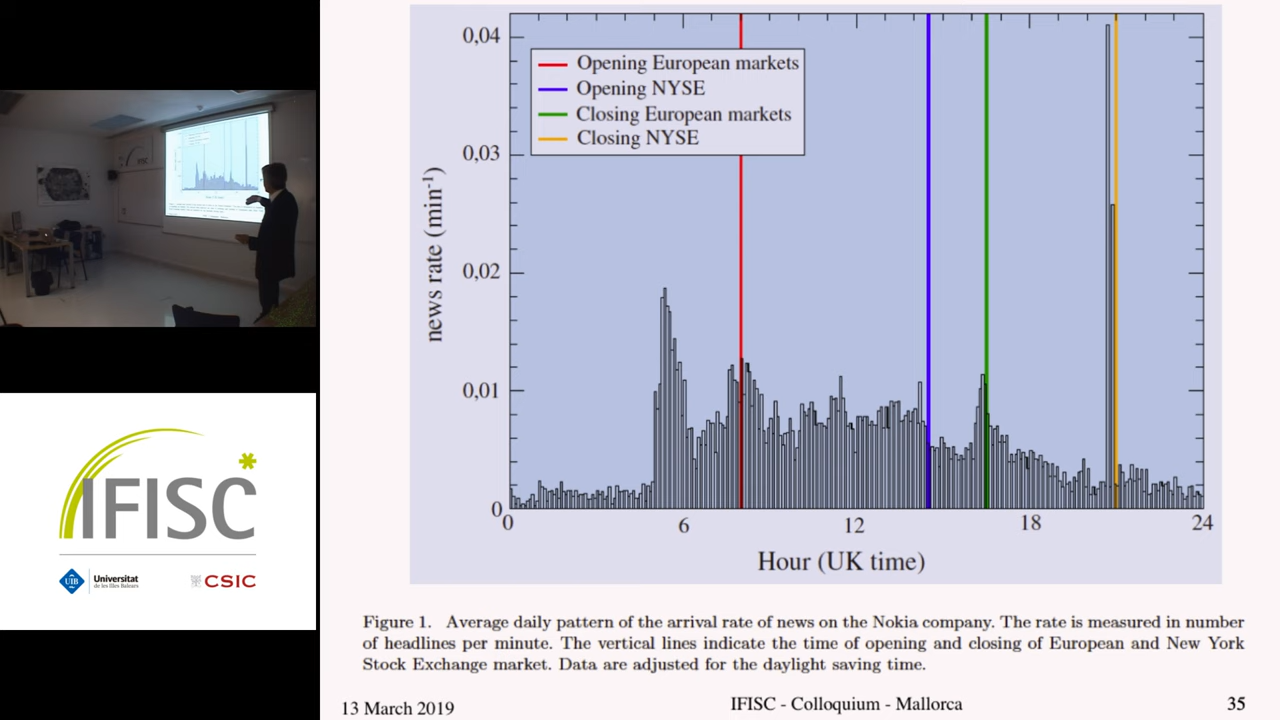 0,04
0,03
0,02
0,01
0
news rate (min-1)
Opening European markets
Opening NYSE
Closing European markets
Closing NYSE
0 6 12 18 24
Hour (UK time)
Figure 1. Average daily pattern of the arrival rate of news on the Nokia company. The rate is measured in number
of headlines per minute. The vertical lines indicate the time of opening and closing of European and New York
Stock Exchange market. Data are adjusted for the daylight saving time.
13 March 2019
IFISC - Colloquium - Mallorca
35
IFISC
UIB
Universitat
de les Illes Balears
CSIC